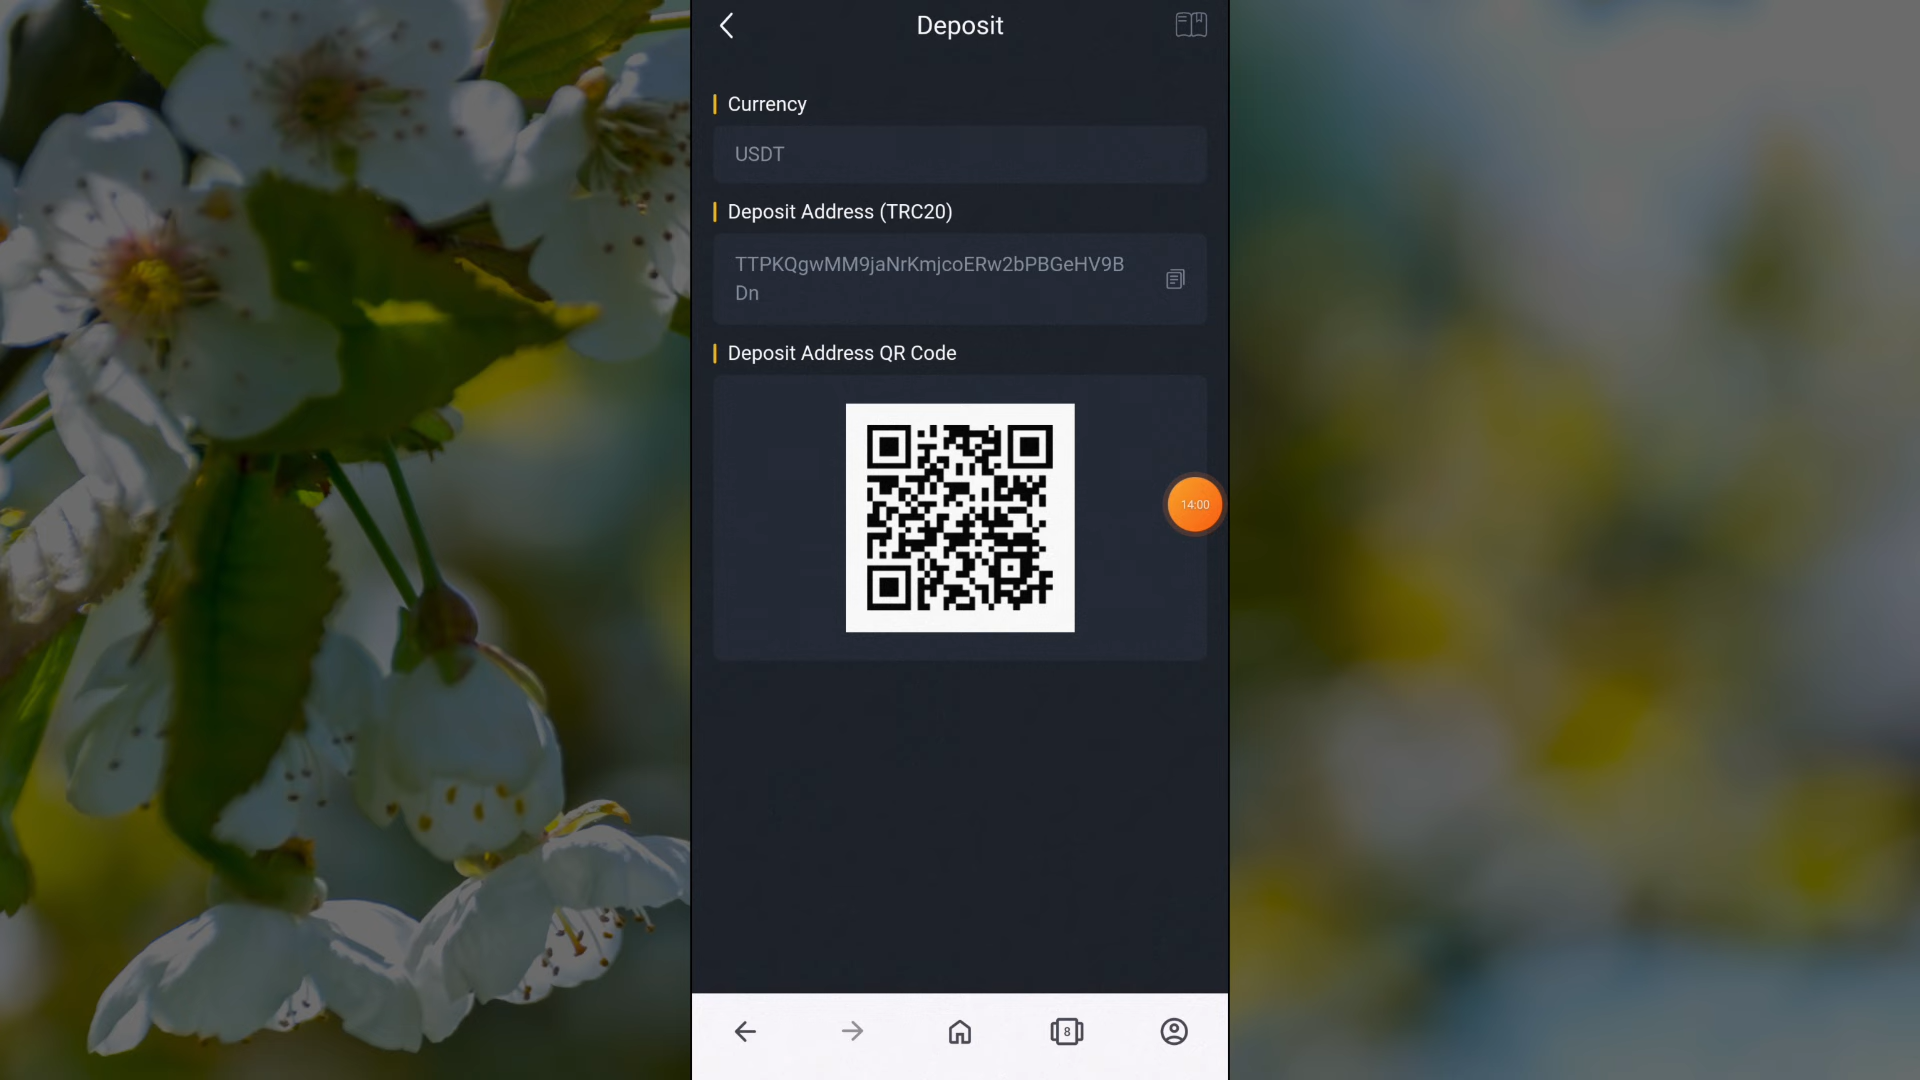 Deposit
Currency
USDT
Deposit Address (TRC20)
TTPKQgwMM9jaNrKmjcoERw2bPBGeHV9B
Dn
Deposit Address QR Code
14:00
8